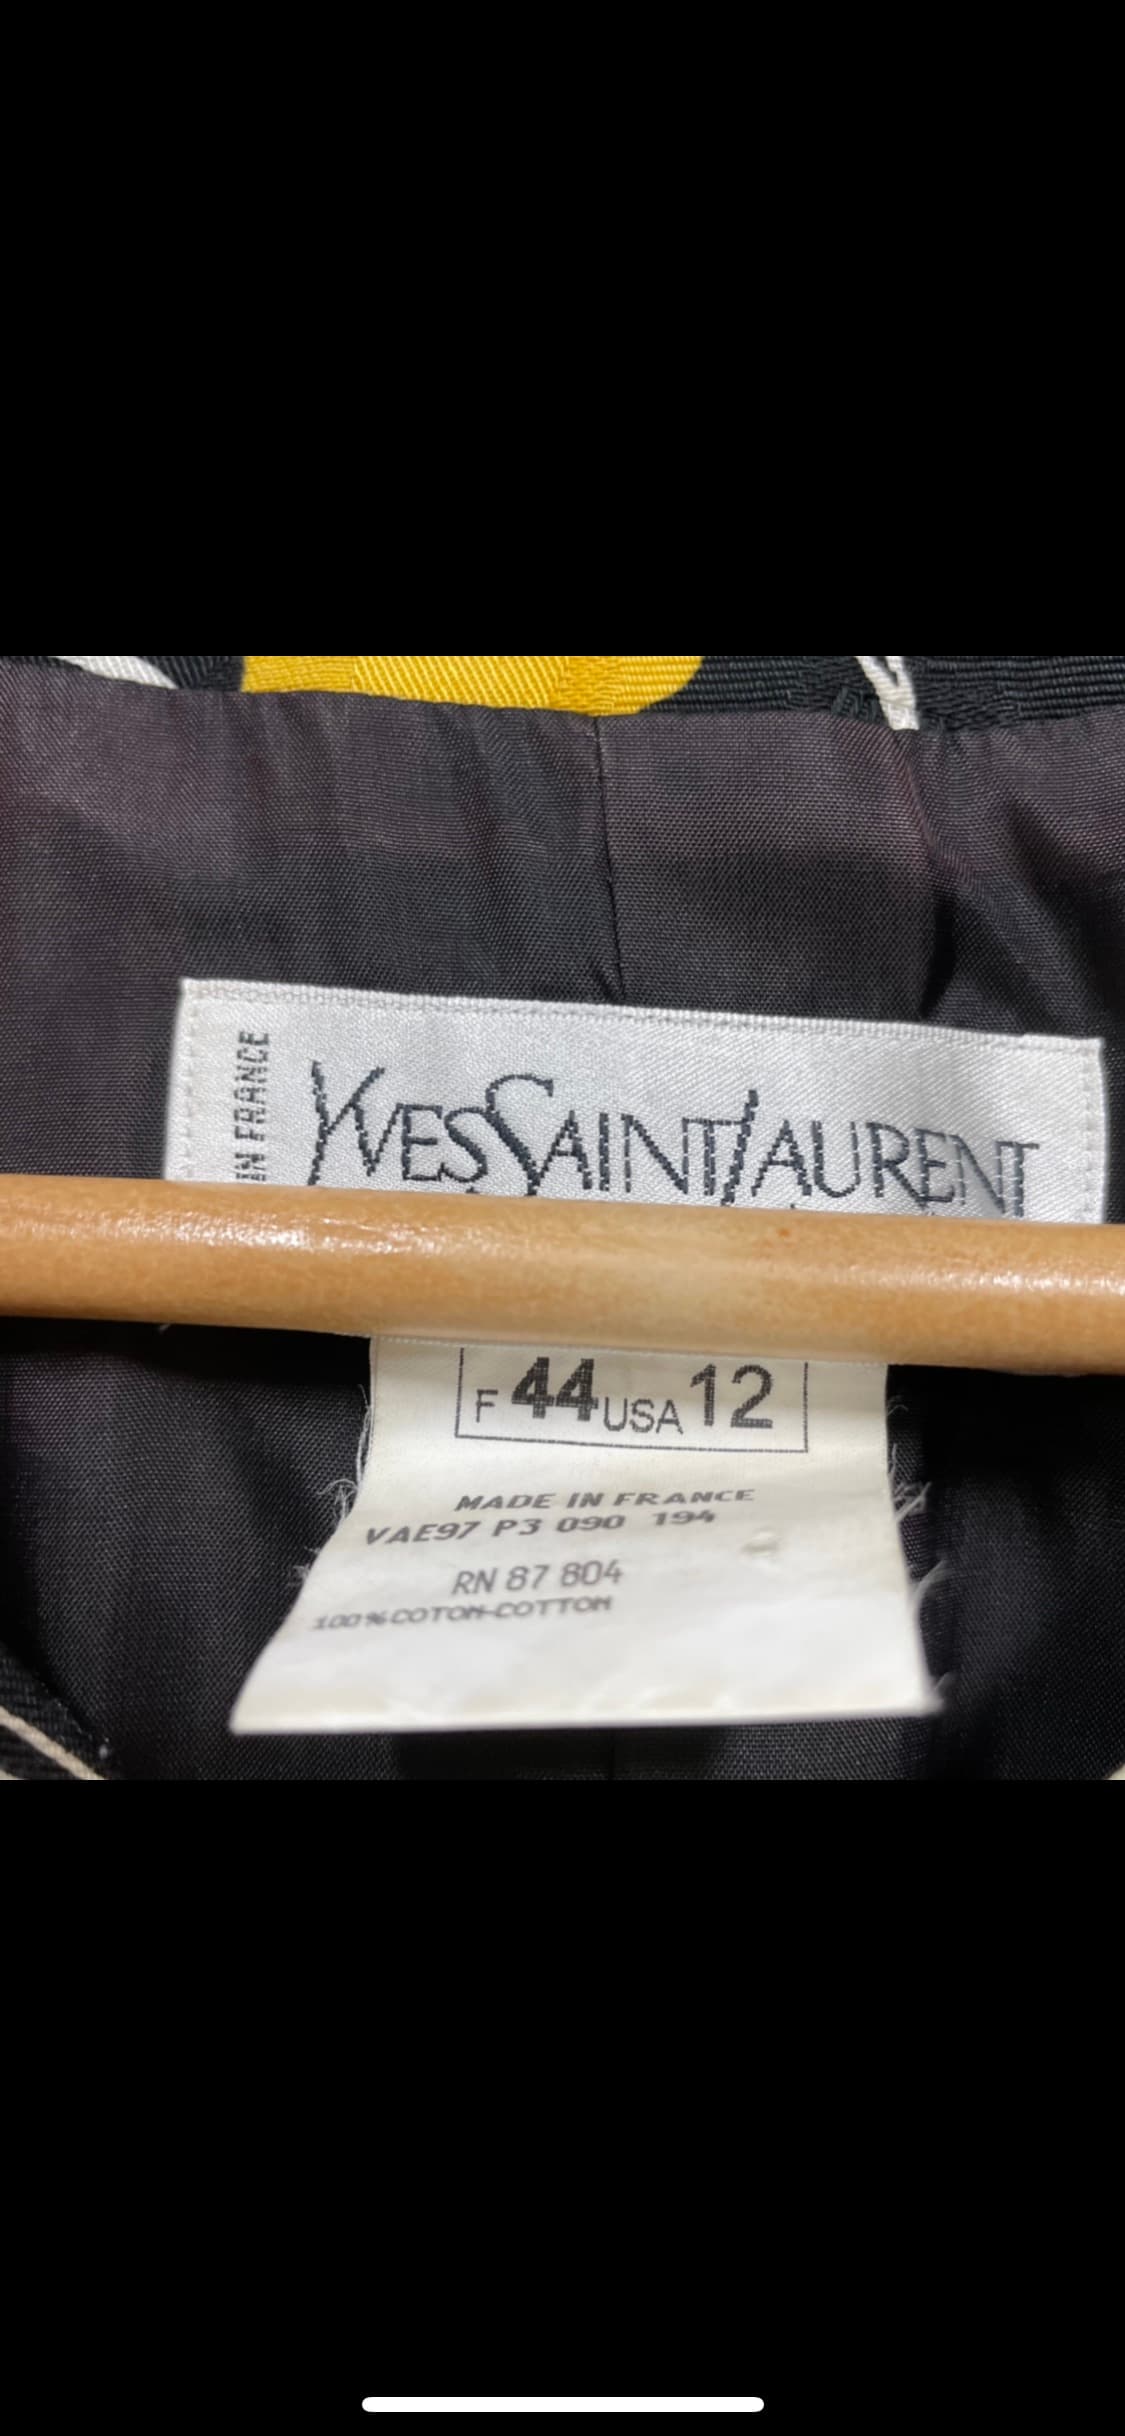 IN FRANCE
YVES SAINT LAURENT
F 44 USA 12
MADE IN FRANCE
VAE97 P3 090 194
RN 87 804
100% COTON-COTTON